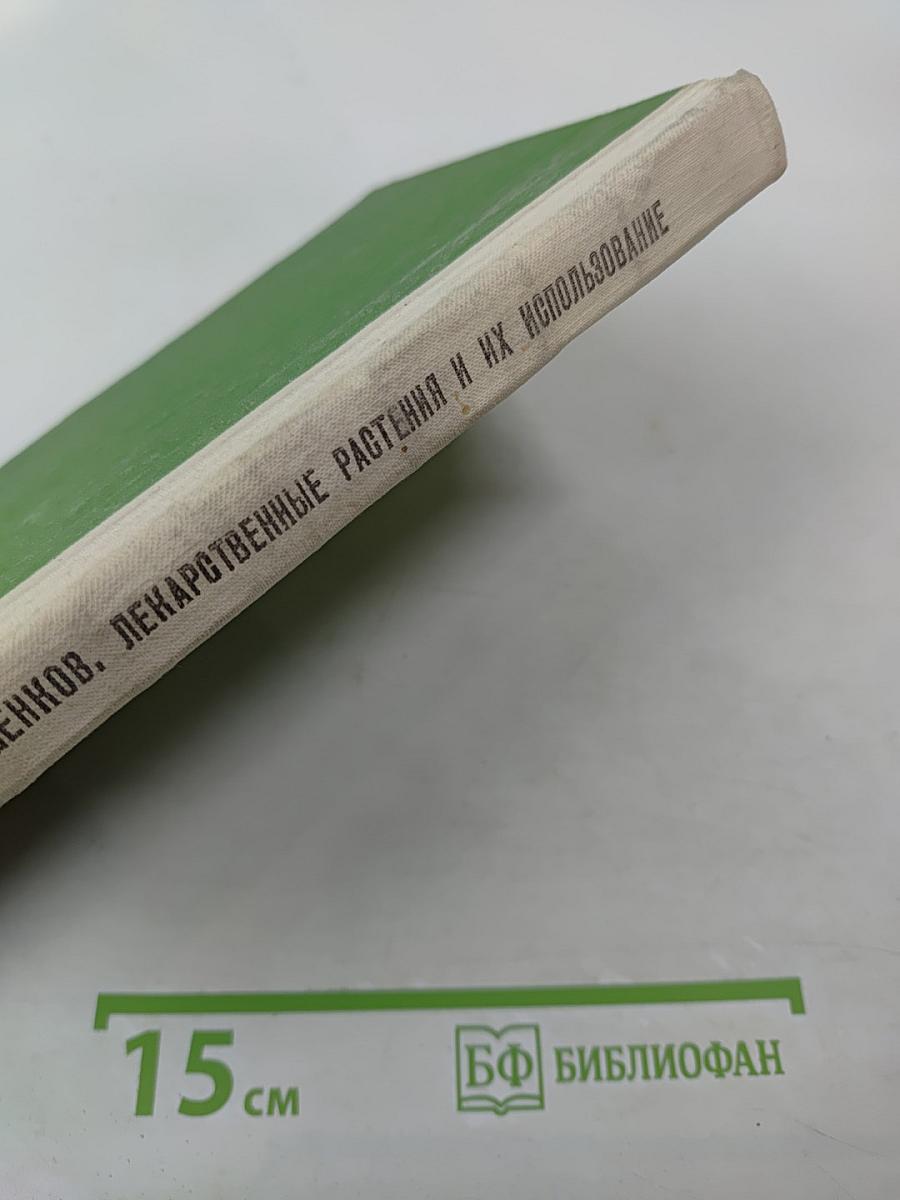 ЕНКОВ. ЛЕКАРСТВЕННЫЕ РАСТЕНИЯ И ИХ ИСПОЛЬЗОВАНИЕ
15 см
БФ БИБЛИОФАН